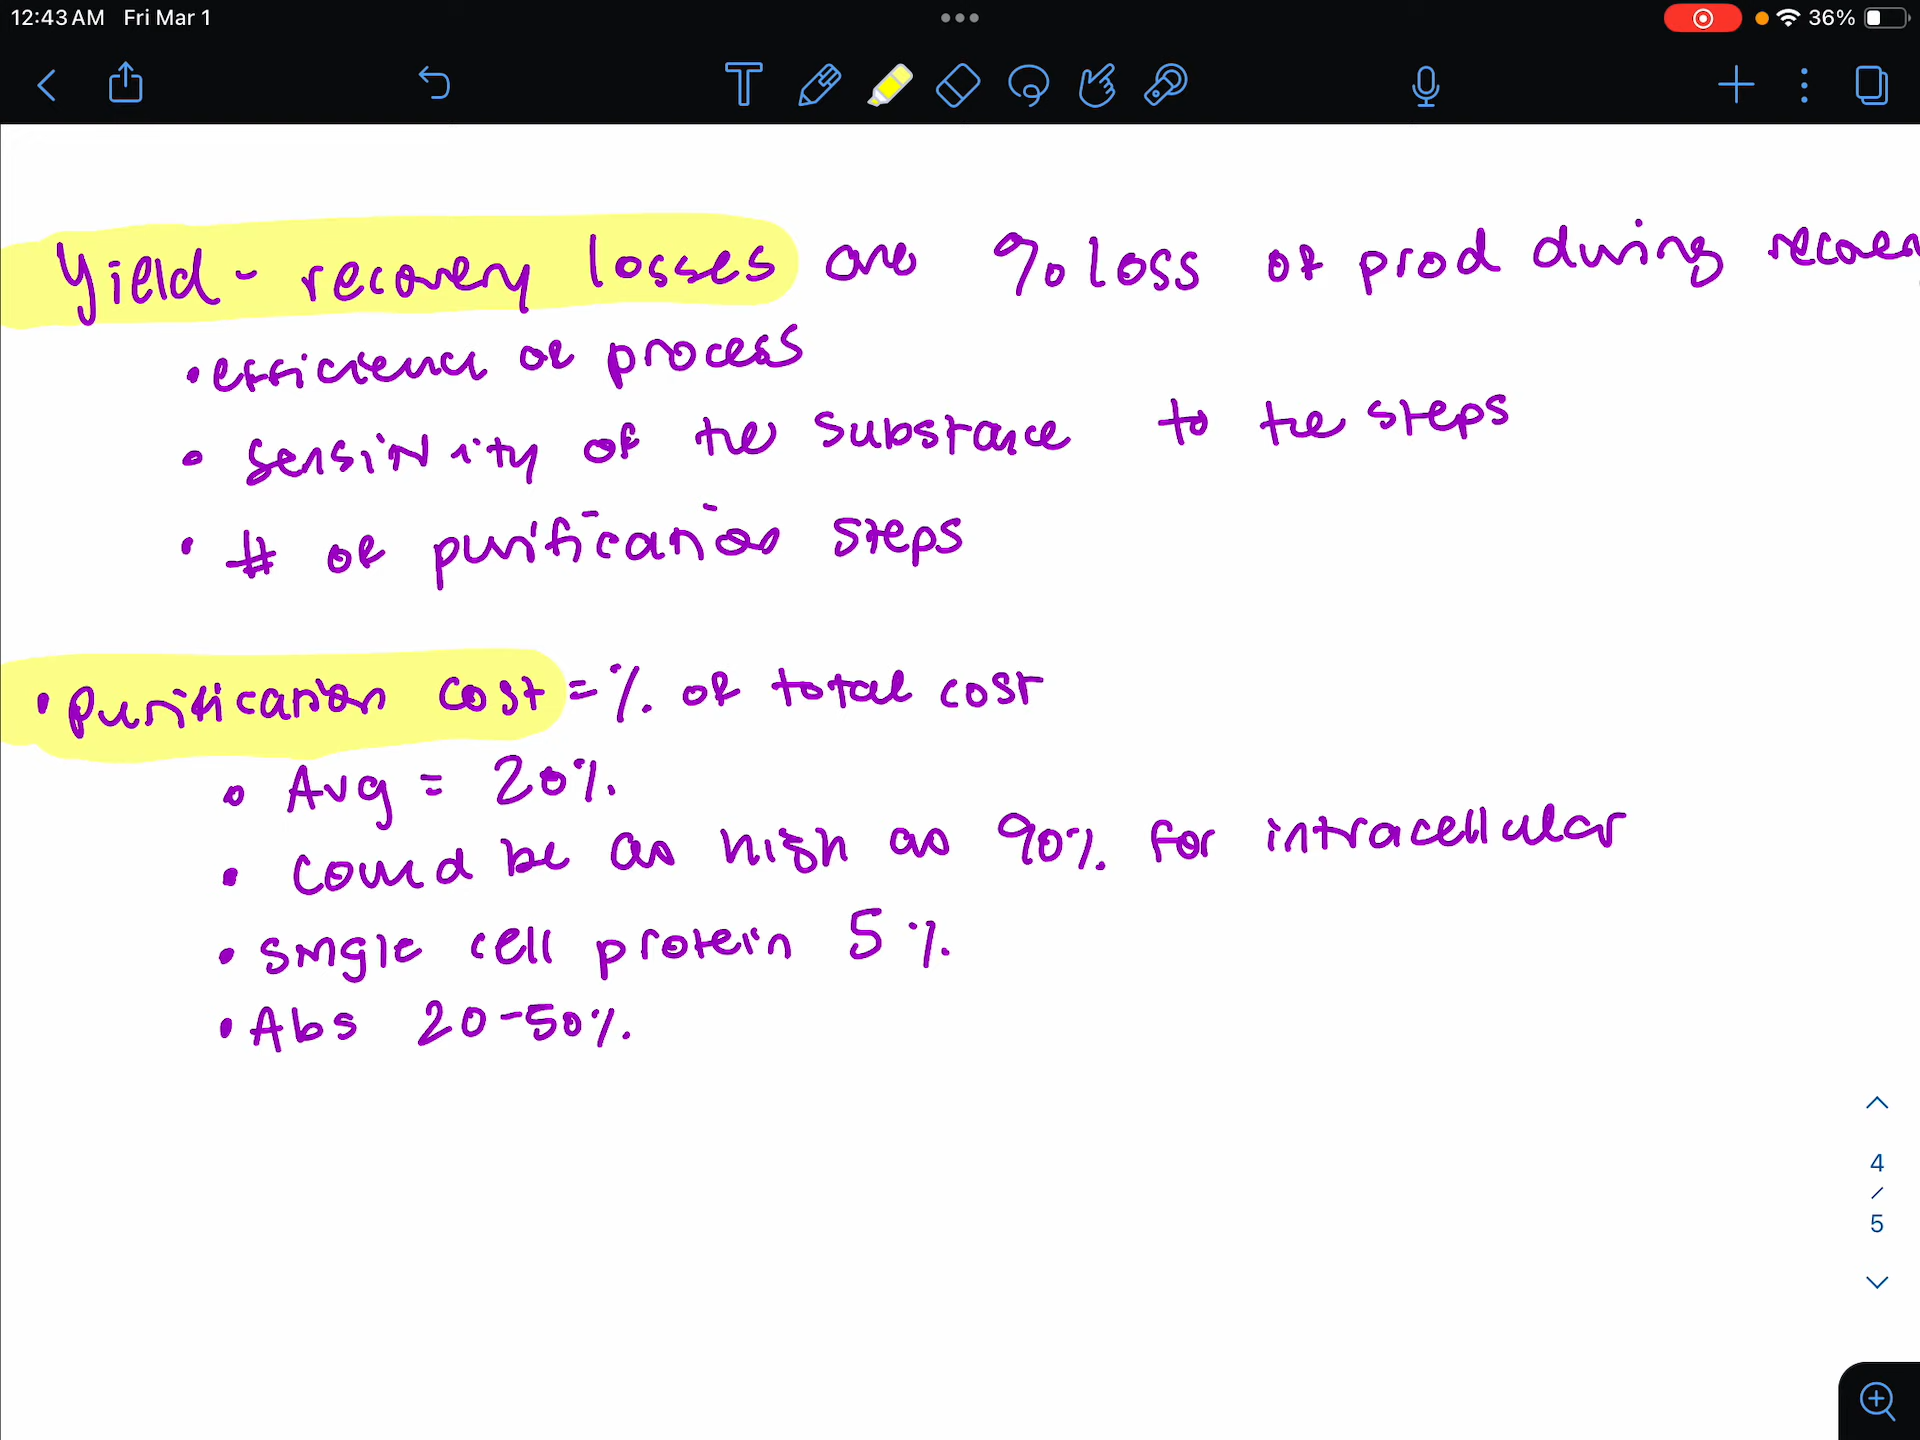 12:43 AM Fri Mar 1
36%
Yield - recovery losses are % loss of prod during
• efficiency of process
• sensitivity of the substance to the steps
• # of purification steps
• purification cost = % of total cost
• Avg = 20%
• could be as high as 90% for intracellular
• single cell protein 5%
• Abs 20-50%
4
/
5